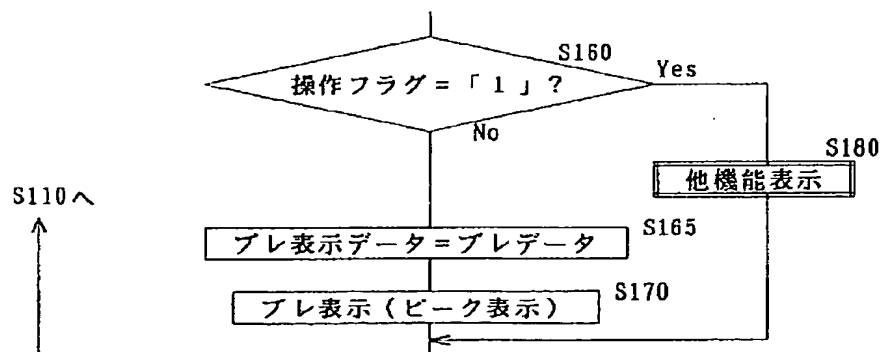 S160
操作フラグ=「1」?
Yes
No
S180
他機能表示
S110へ
S165
ブレ表示データ=ブレデータ
S170
ブレ表示(ピーク表示)